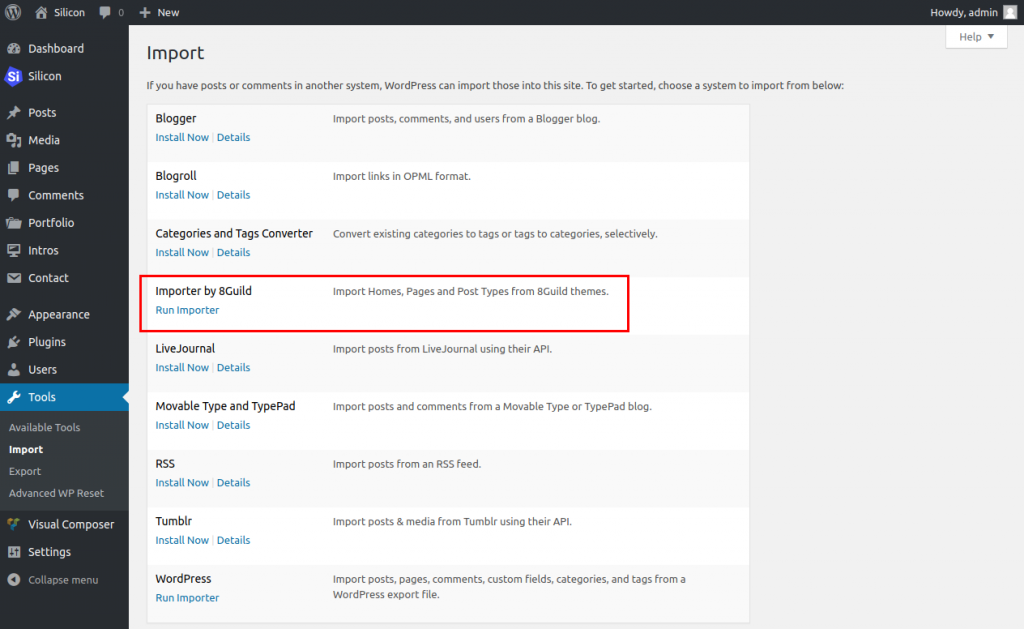 Silicon 0 New Howdy, admin
Help
Dashboard
Si Silicon
Posts
Media
Pages
Comments
Portfolio
Intros
Contact
Appearance
Plugins
Users
Tools
Available Tools
Import
Export
Advanced WP Reset
Visual Composer
Settings
Collapse menu
Import
If you have posts or comments in another system, WordPress can import those into this site. To get started, choose a system to import from below:
Blogger Import posts, comments, and users from a Blogger blog.
Install Now | Details
Blogroll Import links in OPML format.
Install Now | Details
Categories and Tags Converter Convert existing categories to tags or tags to categories, selectively.
Install Now | Details
Importer by 8Guild Import Homes, Pages and Post Types from 8Guild themes.
Run Importer
LiveJournal Import posts from LiveJournal using their API.
Install Now | Details
Movable Type and TypePad Import posts and comments from a Movable Type or TypePad blog.
Install Now | Details
RSS Import posts from an RSS feed.
Install Now | Details
Tumblr Import posts & media from Tumblr using their API.
Install Now | Details
WordPress Import posts, pages, comments, custom fields, categories, and tags from a
Run Importer WordPress export file.